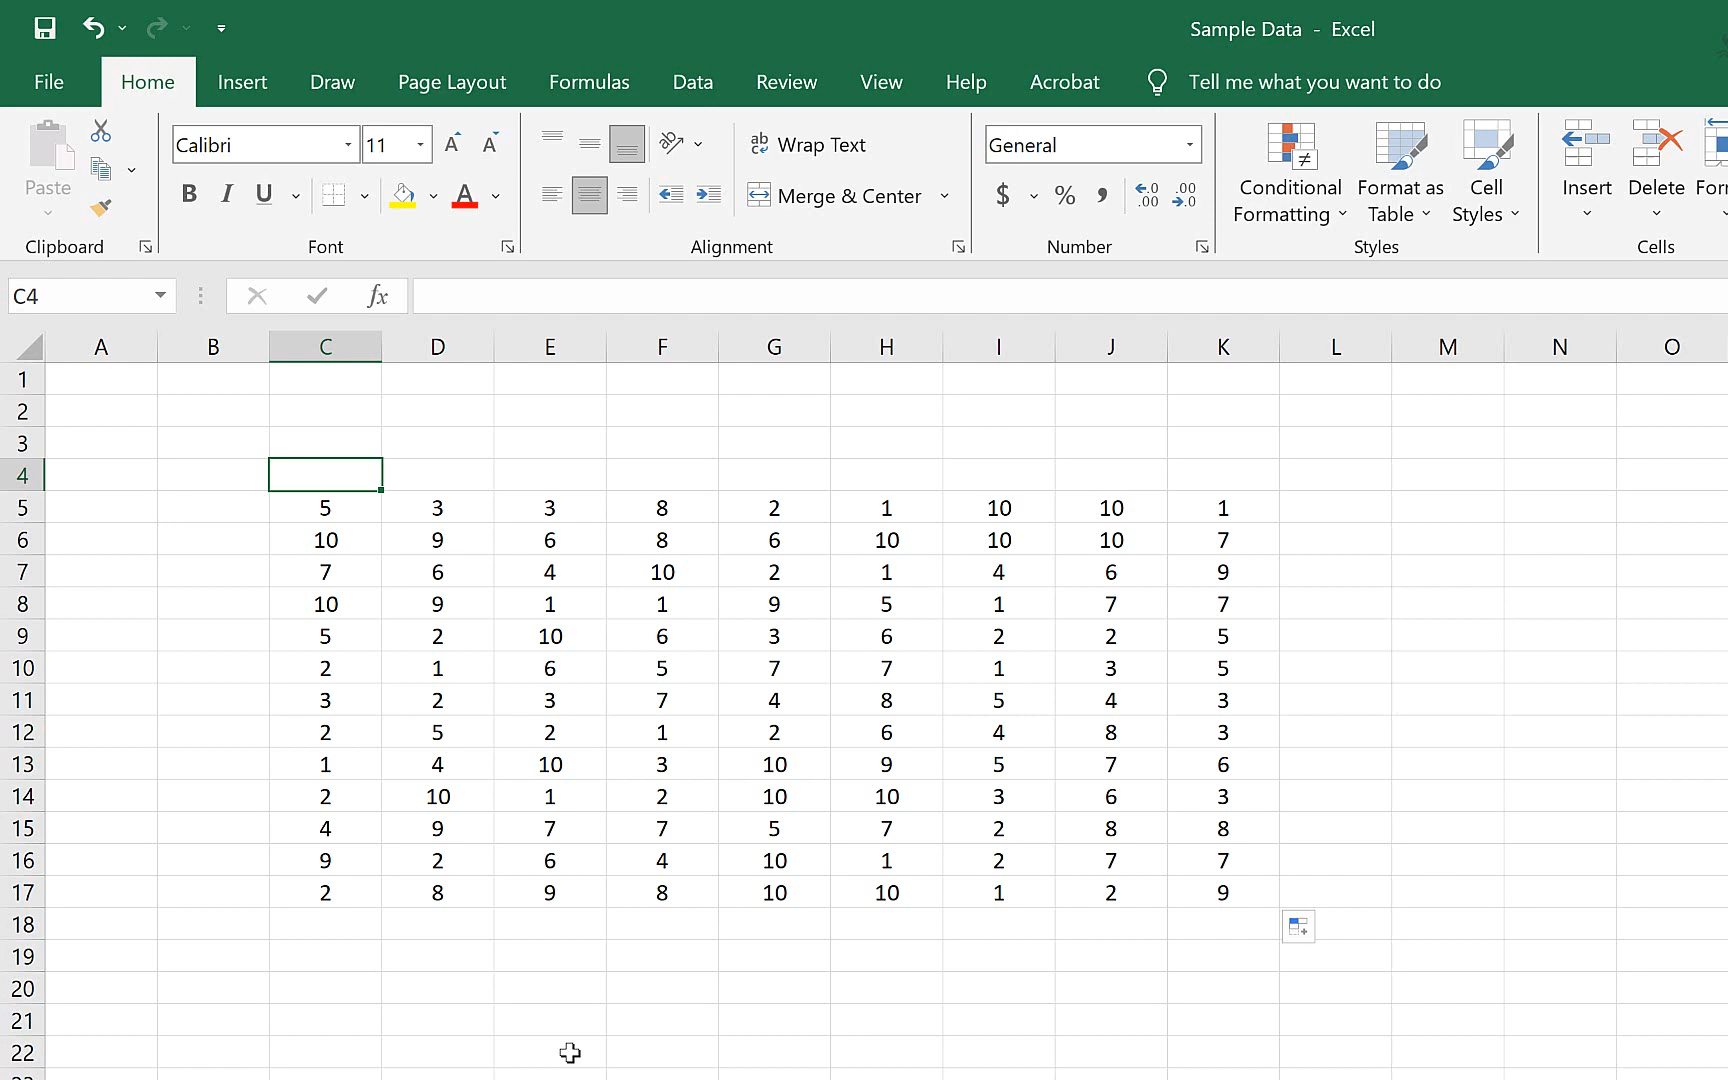 Sample Data - Excel
File Home Insert Draw Page Layout Formulas Data Review View Help Acrobat Tell me what you want to do
Calibri 11 A A ab Wrap Text General
Paste B I U A ab c Merge & Center $ % , .0 .00 .00 .0
Conditional Formatting Format as Table Cell Styles Insert Delete
Clipboard Font Alignment Number Styles Cells
C4 fx
A B C D E F G H I J K L M N O
1
2
3
4
5 5 3 3 8 2 1 10 10 1
6 10 9 6 8 6 10 10 10 7
7 7 6 4 10 2 1 4 6 9
8 10 9 1 1 9 5 1 7 7
9 5 2 10 6 3 6 2 2 5
10 2 1 6 5 7 7 1 3 5
11 3 2 3 7 4 8 5 4 3
12 2 5 2 1 2 6 4 8 3
13 1 4 10 3 10 9 5 7 6
14 2 10 1 2 10 10 3 6 3
15 4 9 7 7 5 7 2 8 8
16 9 2 6 4 10 1 2 7 7
17 2 8 9 8 10 10 1 2 9
18
19
20
21
22